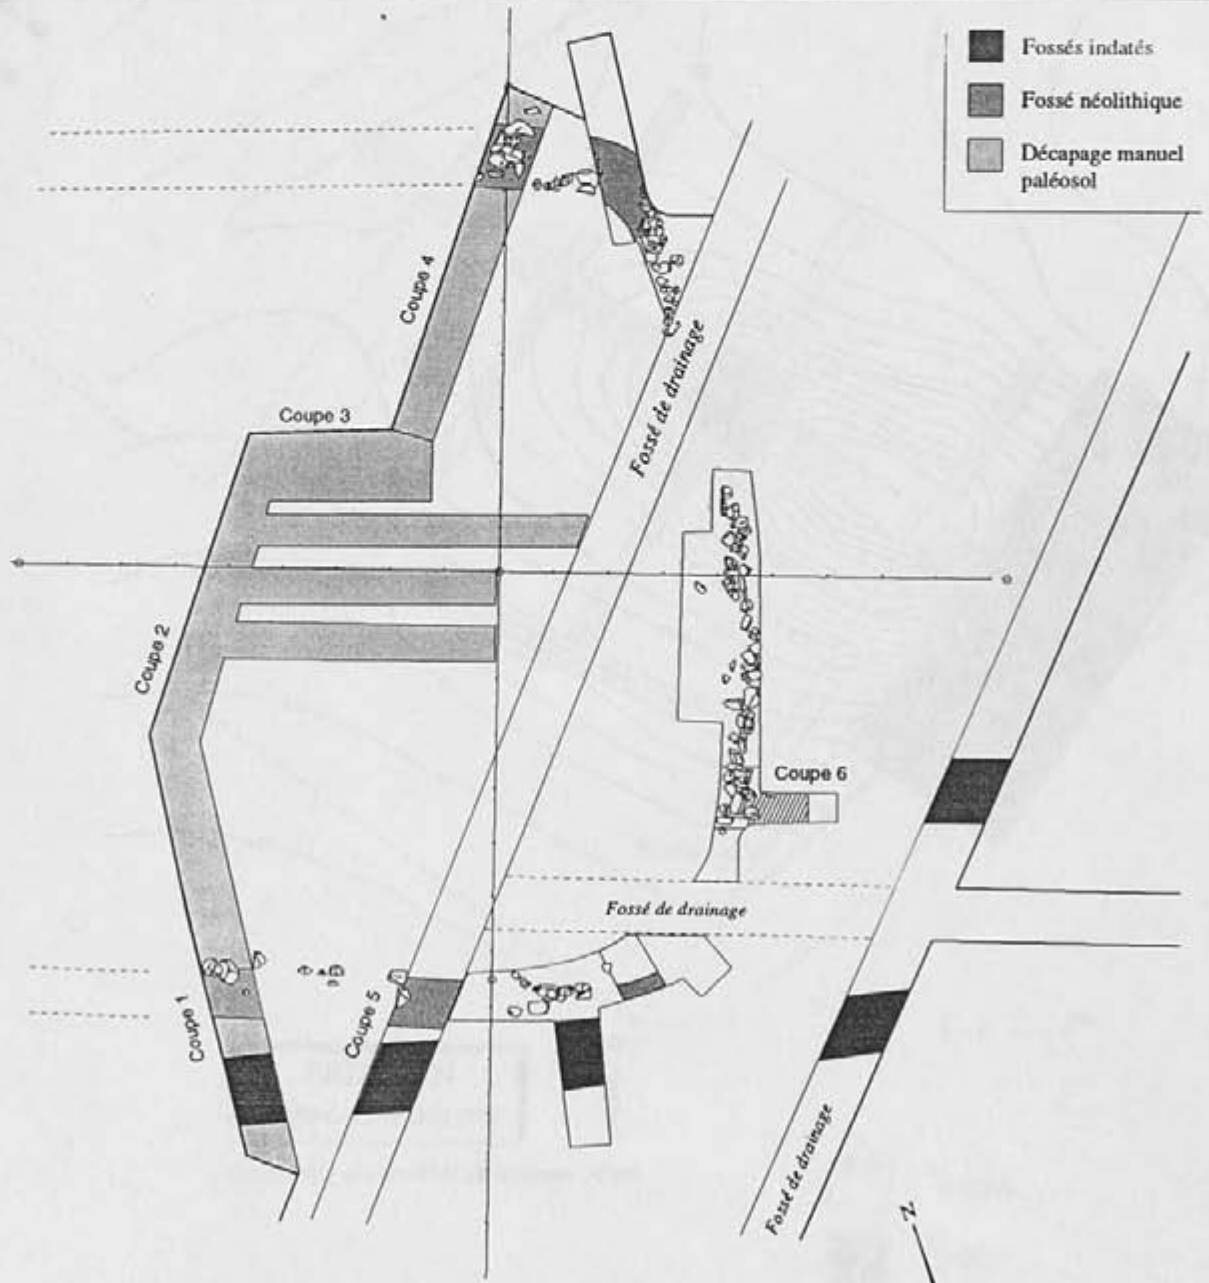 Fossés indatés
Fossé néolithique
Décapage manuel
paléosol
Coupe 4
Fossé de drainage
Coupe 3
Coupe 2
Coupe 6
Fossé de drainage
Coupe 1
Coupe 5
Fossé de drainage
N